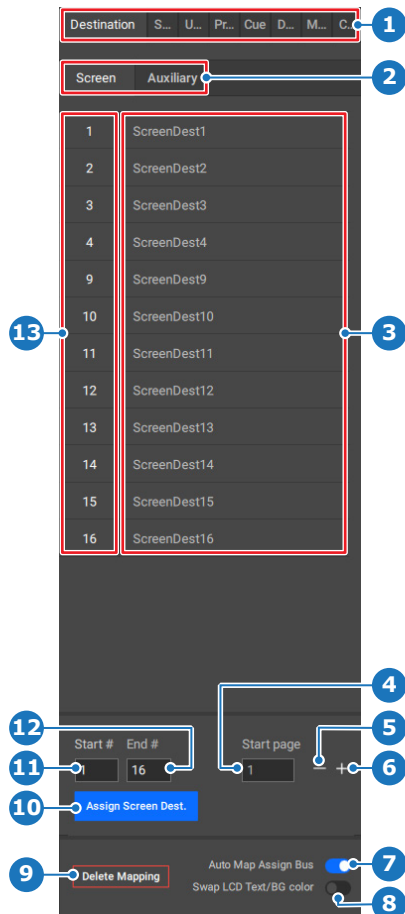 Destination S... U... Pr... Cue D... M... C... 1
Screen Auxiliary 2
1 ScreenDest1
2 ScreenDest2
3 ScreenDest3
4 ScreenDest4
9 ScreenDest9
10 ScreenDest10
13 3
11 ScreenDest11
12 ScreenDest12
13 ScreenDest13
14 ScreenDest14
15 ScreenDest15
16 ScreenDest16
4
12 5
Start # End # Start page
11 1 16 1 − + 6
10 Assign Screen Dest.
Auto Map Assign Bus 7
9 Delete Mapping
Swap LCD Text/BG color 8